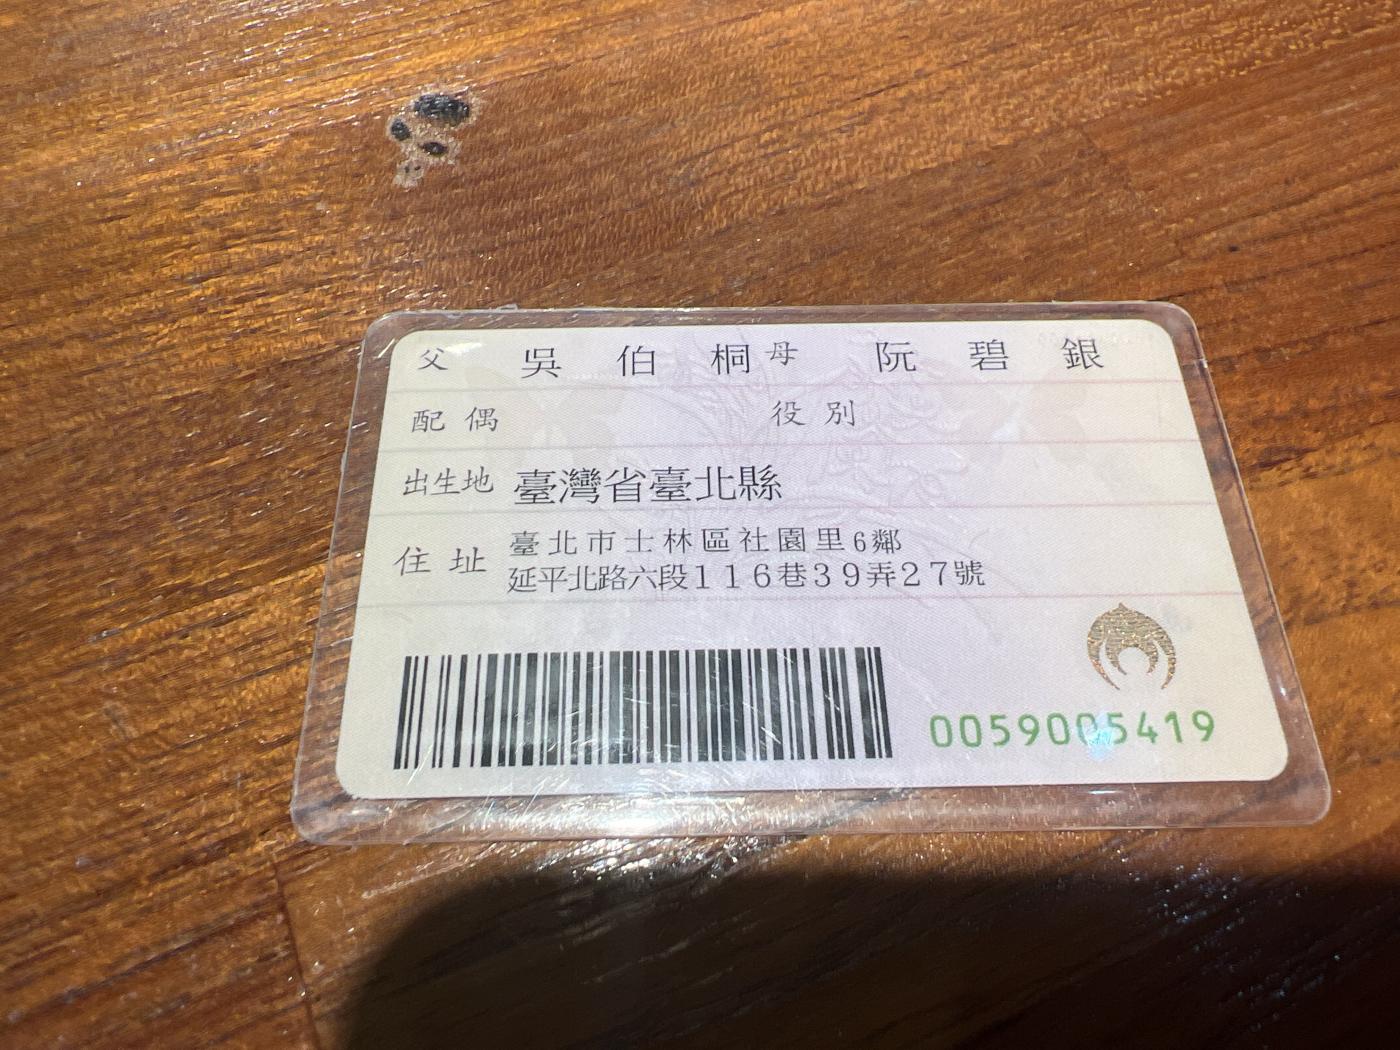 父 吳伯桐 母 阮碧銀
配偶 役別
出生地 臺灣省臺北縣
住址 臺北市士林區社園里6鄰
延平北路六段116巷39弄27號
0059005419